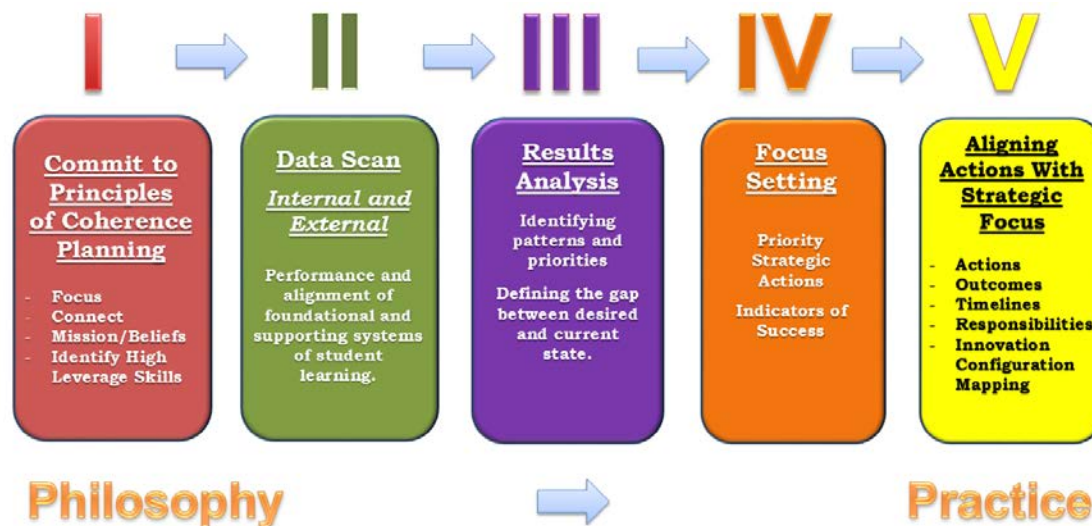 I
II
III
IV
V
Commit to
Principles
of Coherence
Planning
- Focus
- Connect
- Mission/Beliefs
- Identify High
Leverage Skills
Data Scan
Internal and
External
Performance and
alignment of
foundational and
supporting systems
of student
learning.
Results
Analysis
Identifying
patterns and
priorities
Defining the gap
between desired
and current
state.
Focus
Setting
Priority
Strategic
Actions
Indicators of
Success
Aligning
Actions With
Strategic
Focus
- Actions
- Outcomes
- Timelines
- Responsibilities
- Innovation
Configuration
Mapping
Philosophy
Practice